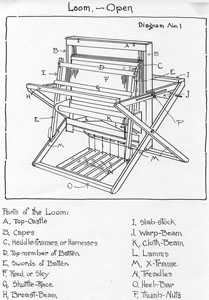 Loom. — Open
Diagram No. 1
Parts of the Loom:
A, Top-Castle
B, Capes
C, Heddle-frames, or Harnesses
D, Top-member of Batten
E, Swords of Batten
F, Reed, or Sley
G, Shuttle-Race
H, Breast-Beam
I, Slab-stock
J, Warp-Beam
K, Cloth-Beam
L, Lamms
M, X-Frame
N, Treadles
O, Heel-Bar
P, Thumb-Nuts